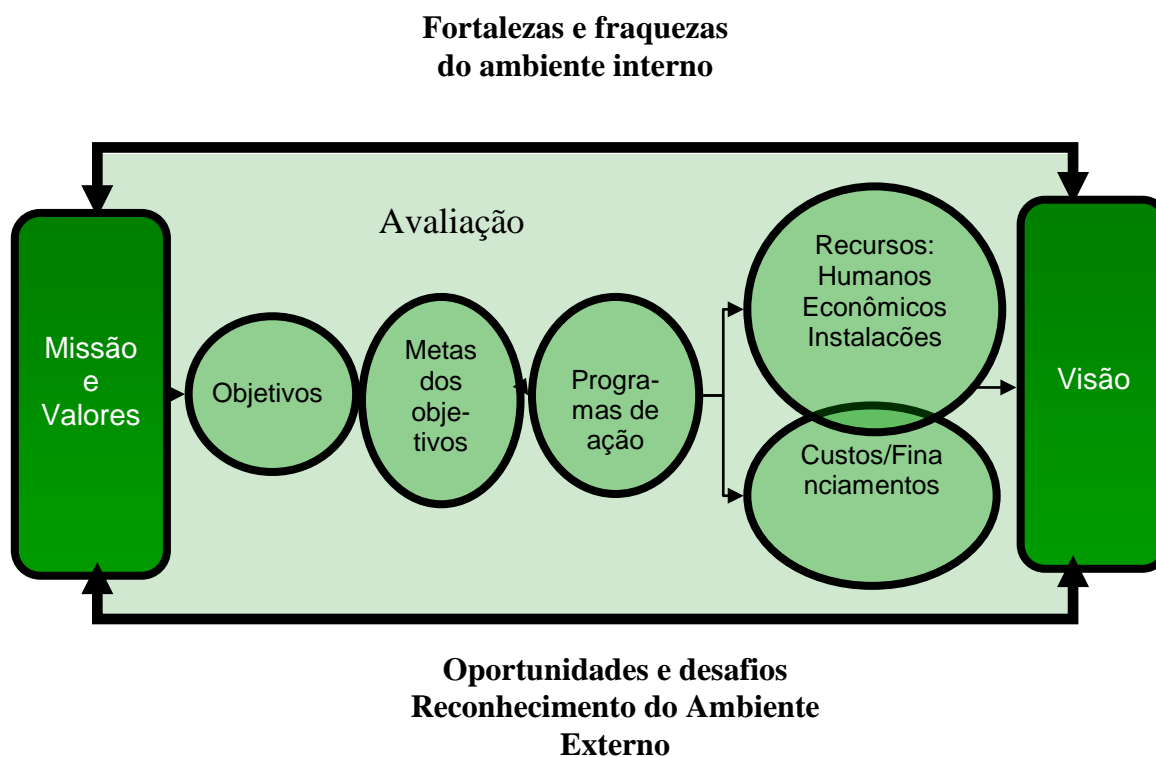 Fortalezas e fraquezas
do ambiente interno
Avaliação
Missão
e
Valores
Objetivos
Metas
dos
obje-
tivos
Progra-
mas de
ação
Recursos:
Humanos
Econômicos
Instalacões
Custos/Fina
nciamentos
Visão
Oportunidades e desafios
Reconhecimento do Ambiente
Externo